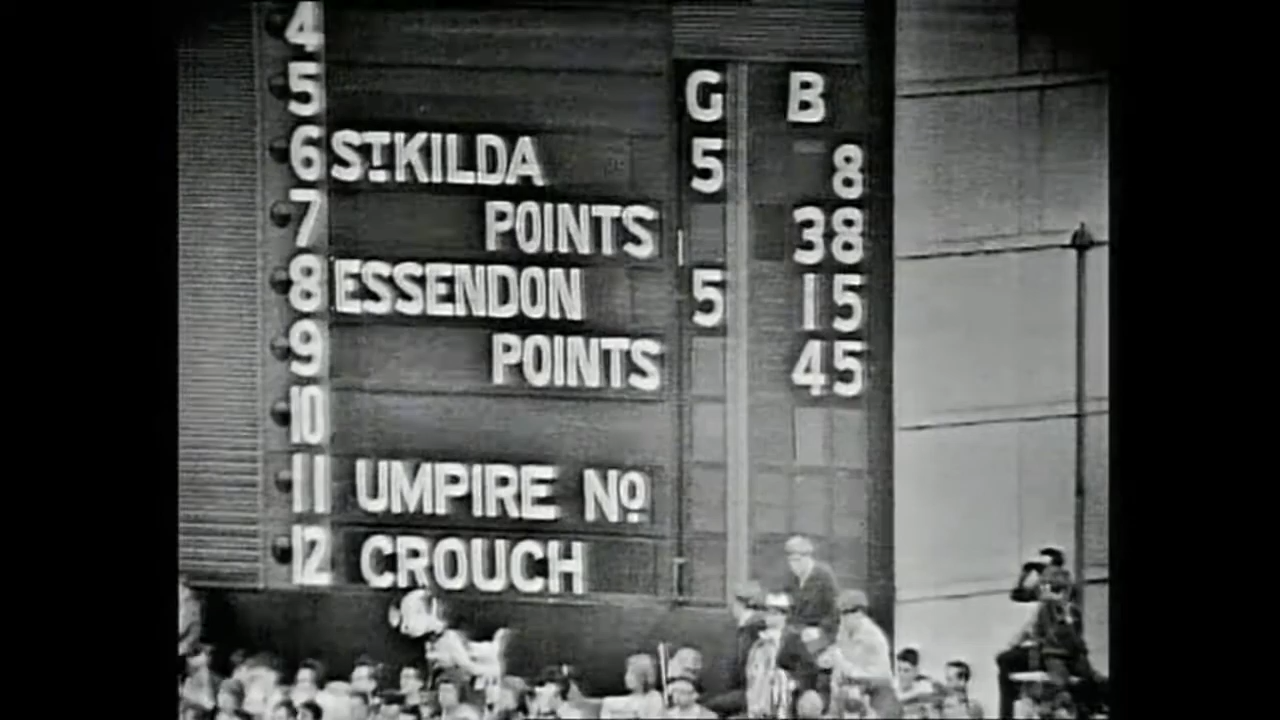 4
5 G B
6 ST KILDA 5 8
7 POINTS 38
8 ESSENDON 5 15
9 POINTS 45
10
11 UMPIRE No
12 CROUCH